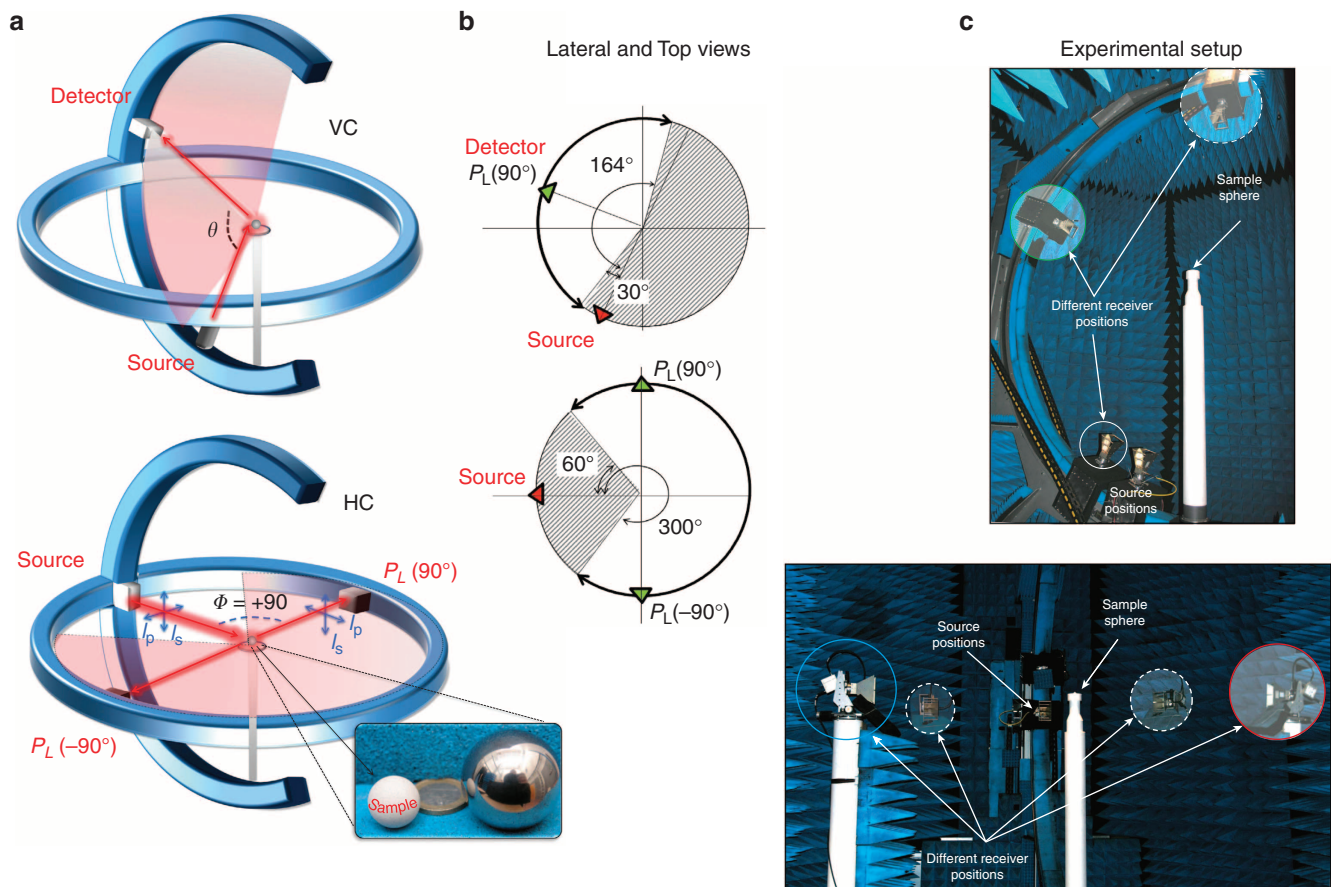 a
Detector
VC
θ
Source
HC
Source
P_L (90°)
Φ = +90
I_p
I_s
I_p
I_s
P_L (–90°)
Sample
b
Lateral and Top views
Detector
P_L(90°)
164°
30°
Source
P_L(90°)
60°
Source
300°
P_L(–90°)
c
Experimental setup
Sample
sphere
Different receiver
positions
Source
positions
Sample
sphere
Source
positions
Different receiver
positions